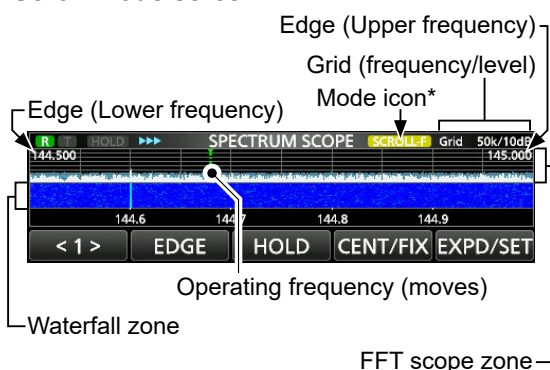 Edge (Upper frequency)
Grid (frequency/level)
Mode icon*
Edge (Lower frequency)
R T HOLD SPECTRUM SCOPE SCROLL-F Grid 50k/10dB
144.500 145.000
144.6 144.7 144.8 144.9
< 1 > EDGE HOLD CENT/FIX EXPD/SET
Operating frequency (moves)
Waterfall zone
FFT scope zone